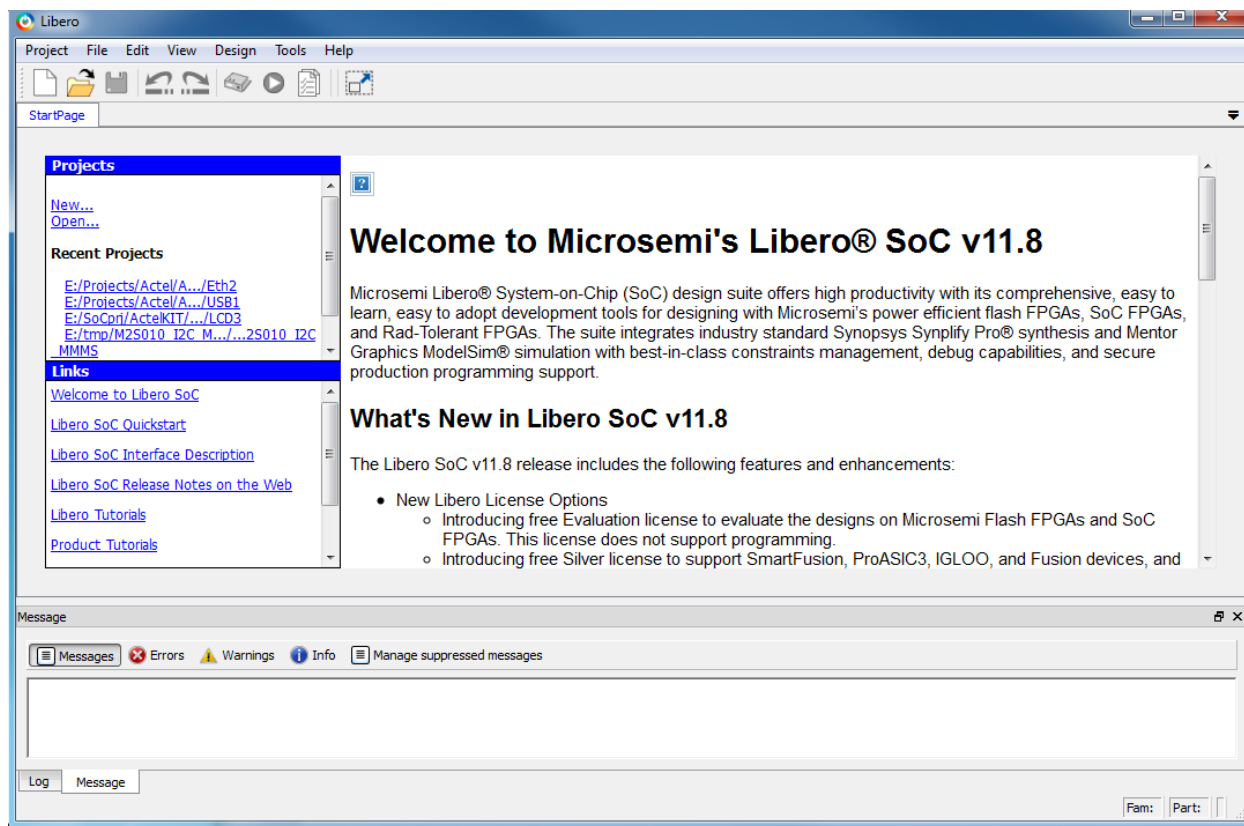 Libero
Project File Edit View Design Tools Help
StartPage
Projects
New...
Open...
Recent Projects
E:/Projects/Actel/A.../Eth2
E:/Projects/Actel/A.../USB1
E:/SoCprj/ActelKIT/.../LCD3
E:/tmp/M2S010_I2C_M.../...2S010_I2C
_MMMS
Links
Welcome to Libero SoC
Libero SoC Quickstart
Libero SoC Interface Description
Libero SoC Release Notes on the Web
Libero Tutorials
Product Tutorials
Welcome to Microsemi's Libero® SoC v11.8
Microsemi Libero® System-on-Chip (SoC) design suite offers high productivity with its comprehensive, easy to
learn, easy to adopt development tools for designing with Microsemi's power efficient flash FPGAs, SoC FPGAs,
and Rad-Tolerant FPGAs. The suite integrates industry standard Synopsys Synplify Pro® synthesis and Mentor
Graphics ModelSim® simulation with best-in-class constraints management, debug capabilities, and secure
production programming support.
What's New in Libero SoC v11.8
The Libero SoC v11.8 release includes the following features and enhancements:
• New Libero License Options
◦ Introducing free Evaluation license to evaluate the designs on Microsemi Flash FPGAs and SoC
FPGAs. This license does not support programming.
◦ Introducing free Silver license to support SmartFusion, ProASIC3, IGLOO, and Fusion devices, and
Message
Messages Errors Warnings Info Manage suppressed messages
Log Message
Fam: Part: